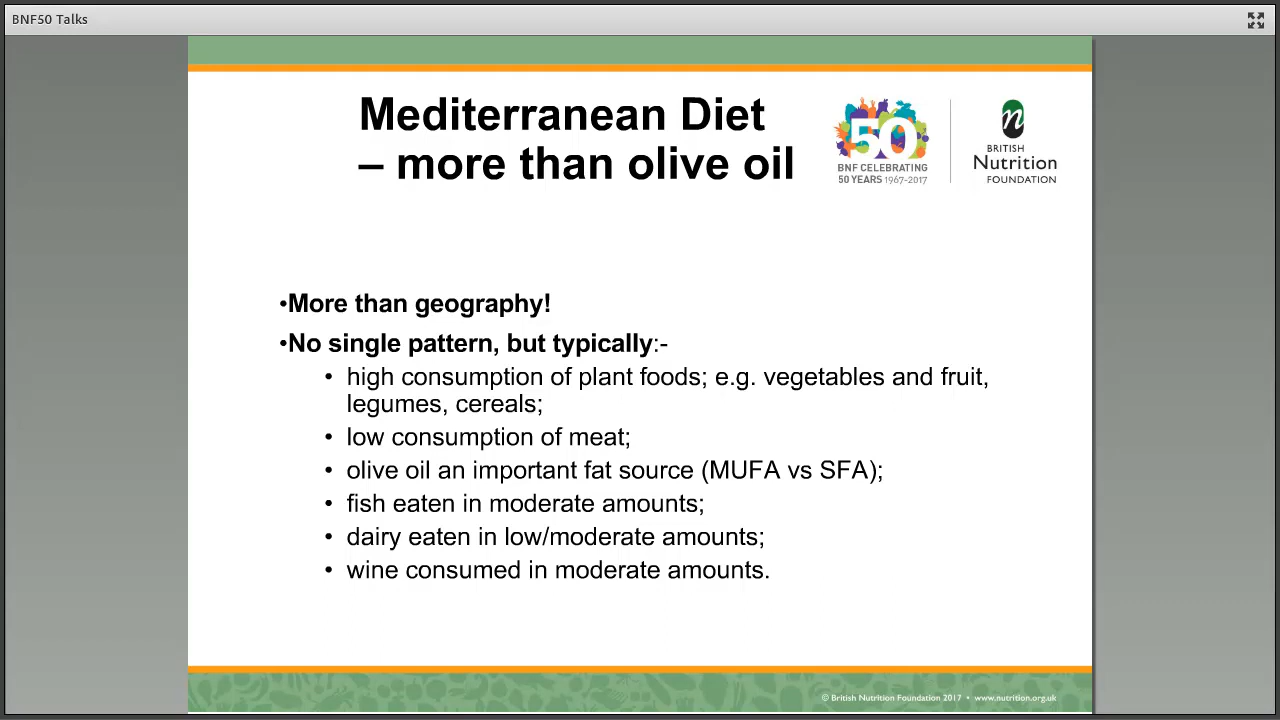 BNF50 Talks
Mediterranean Diet
– more than olive oil
50
BNF CELEBRATING
50 YEARS 1967-2017
n
BRITISH
Nutrition
FOUNDATION
•More than geography!
•No single pattern, but typically:-
• high consumption of plant foods; e.g. vegetables and fruit,
legumes, cereals;
• low consumption of meat;
• olive oil an important fat source (MUFA vs SFA);
• fish eaten in moderate amounts;
• dairy eaten in low/moderate amounts;
• wine consumed in moderate amounts.
© British Nutrition Foundation 2017 • www.nutrition.org.uk